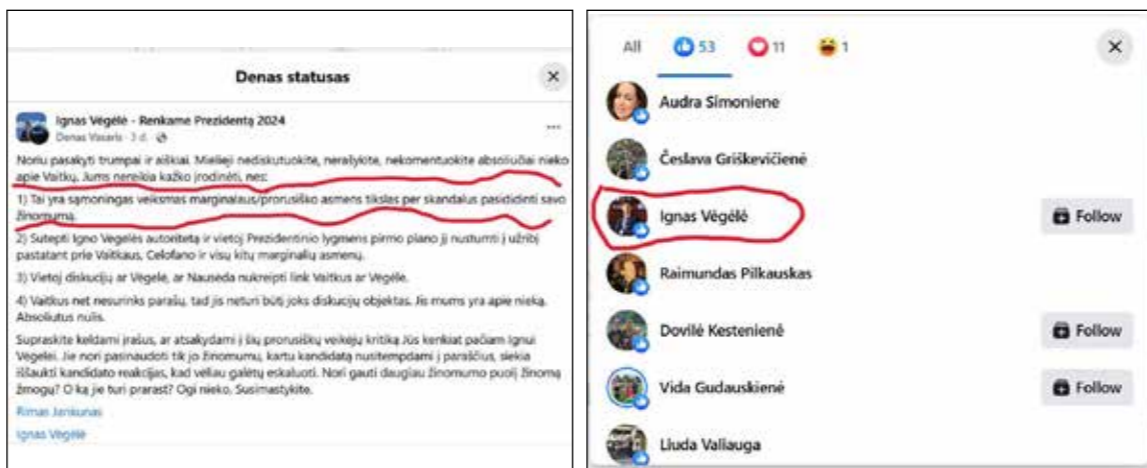 Denas statusas
Ignas Vėgėlė - Renkame Prezidentą 2024
Denas Vasaris · 3 d.
Noriu pasakyti trumpai ir aiškiai. Mielieji nediskutuokite, nerašykite, nekomentuokite absoliučiai nieko
apie Vaitkų. Jums nereikia kažko įrodinėti, nes:
1) Tai yra sąmoningas veiksmas marginalaus/prorusiško asmens tikslas per skandalus pasididinti savo
žinomumą.
2) Sutepti Igno Vėgėlės autoritetą ir vietoj Prezidentinio lygmens pirmo plano jį nustumti į užribį
pastatant prie Vaitkaus, Celofano ir visų kitų marginalių asmenų.
3) Vietoj diskucijų ar Vėgėlė, ar Nausėda nukreipti link Vaitkus ar Vėgėlė.
4) Vaitkus net nesurinks parašų, tad jis neturi būti joks diskucijų objektas. Jis mums yra apie nieką.
Absoliutus nulis.
Supraskite keldami įrašus, ar atsakydami į šių prorusiškų veikėjų kritiką Jūs kenkiat pačiam Ignui
Vėgėlei. Jie nori pasinaudoti tik jo žinomumu, kartu kandidatą nusitempdami į paraščius, siekia
iššaukti kandidato reakcijas, kad vėliau galėtų eskaluoti. Nori gauti daugiau žinomumo puolį žinomą
žmogų? O ką jie turi prarast? Ogi nieko. Susimąstykite.
Rimas Jankunas
Ignas Vėgėlė
All 53 11 1
Audra Simoniene
Česlava Griškevičienė
Ignas Vėgėlė Follow
Raimundas Pilkauskas
Dovilė Kestenienė Follow
Vida Gudauskienė Follow
Liuda Valiauga